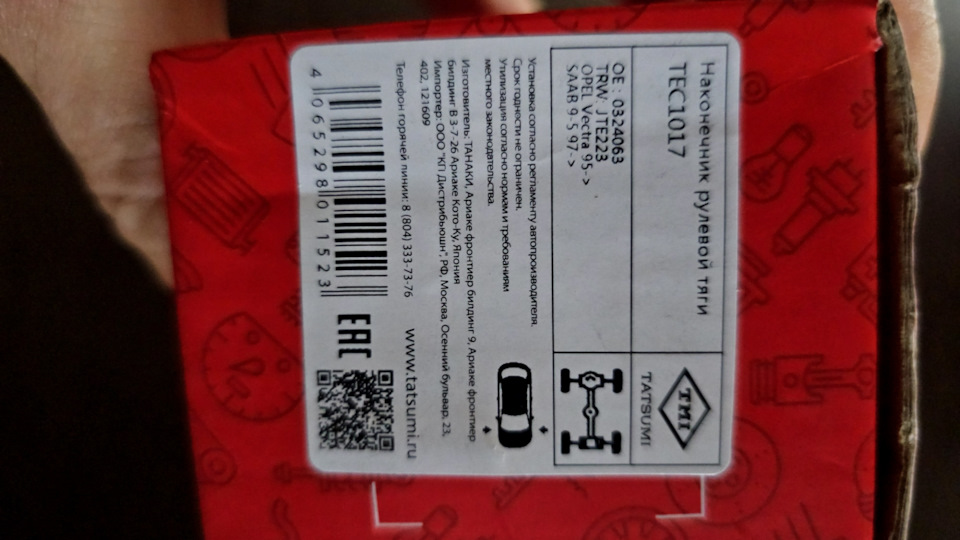 Наконечник рулевой тяги
TEC1017
TMI
TATSUMI
OE : 0324063
TRW JTE223
OPEL Vectra 95->
SAAB 9-5 97->
Установка согласно регламенту автопроизводителя.
Срок годности не ограничен.
Утилизация согласно нормам и требованиям
местного законодательства.
Изготовитель: ТАНАКИ, Ариаке фронтиер билдинг 9, Ариаке фронтиер
билдинг B 3-7-26 Ариаке Кото-Ку, Япония
Импортер: ООО "КП Дистрибьюшн", РФ, Москва, Осенний бульвар, 23,
402, 121609
Телефон горячей линии: 8 (804) 333-73-76
www.tatsumi.ru
4 065298 011523
EAC